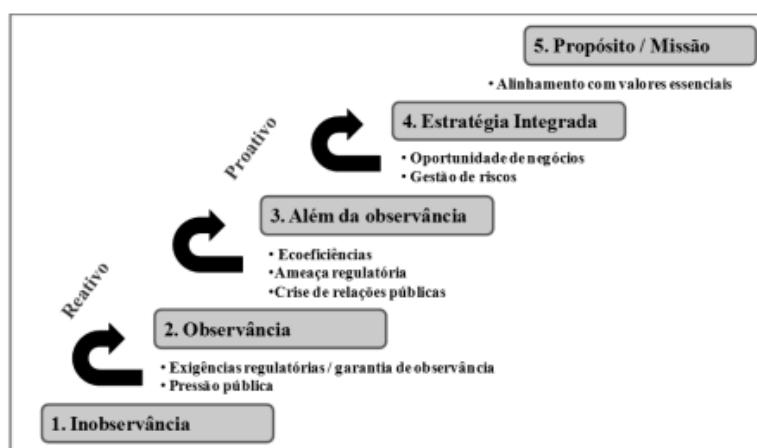 5. Propósito / Missão
• Alinhamento com valores essenciais
Proativo
4. Estratégia Integrada
• Oportunidade de negócios
• Gestão de riscos
3. Além da observância
• Ecoeficiências
•Ameaça regulatória
•Crise de relações públicas
Reativo
2. Observância
• Exigências regulatórias / garantia de observância
• Pressão pública
1. Inobservância